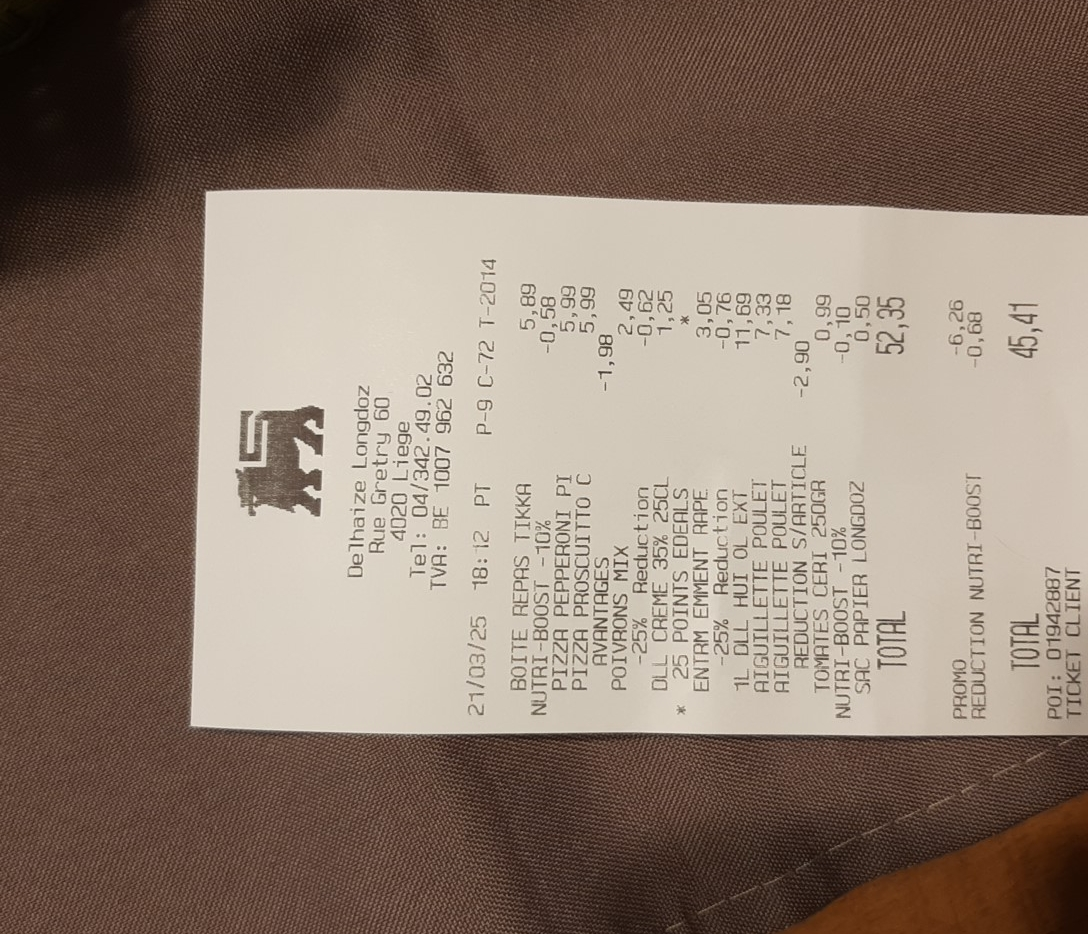 Delhaize Longdoz
Rue Gretry 60
4020 Liege
Tel: 04/342.49.02
TVA: BE 1007 962 632
21/03/25 18:12 PT P-9 C-72 T-2014
BOITE REPAS TIKKA 5,89
NUTRI-BOOST -10% -0,58
PIZZA PEPPERONI PI 5,99
PIZZA PROSCUITTO C 5,99
AVANTAGES -1,98
POIVRONS MIX 2,49
-25% Reduction -0,62
DLL CREME 35% 25CL 1,25
* 25 POINTS EDEALS *
ENTRM EMMENT RAPE 3,05
-25% Reduction -0,76
1L DLL HUI OL EXT 11,69
AIGUILLETTE POULET 7,33
AIGUILLETTE POULET 7,18
REDUCTION S/ARTICLE -2,90
TOMATES CERI 250GR 0,99
NUTRI-BOOST -10% -0,10
SAC PAPIER LONGDOZ 0,50
TOTAL 52,35
PROMO -6,26
REDUCTION NUTRI-BOOST -0,68
TOTAL 45,41
POI: 01942887
TICKET CLIENT